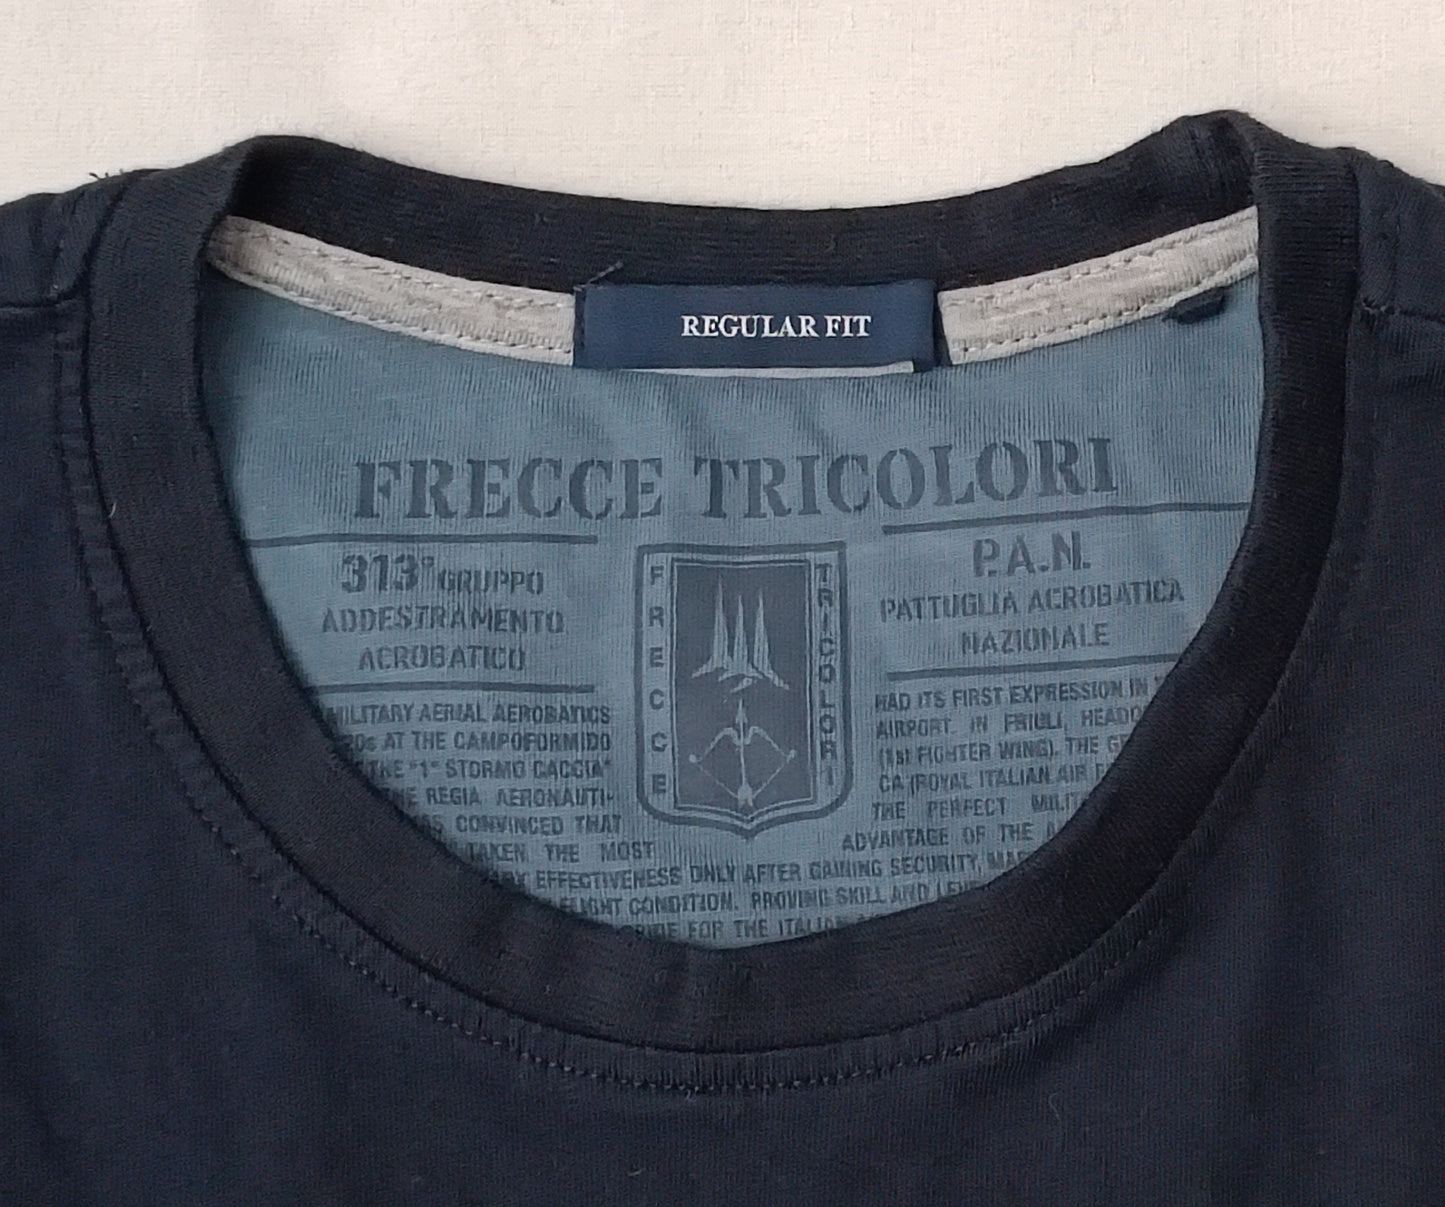 REGULAR FIT
FRECCE TRICOLORI
313° GRUPPO
ADDESTRAMENTO
ACROBATICO
P.A.N.
PATTUGLIA ACROBATICA
NAZIONALE
FRECCE
TRICOLORI
MILITARY AERIAL AEROBATICS
20s AT THE CAMPOFORMIDO
THE "1° STORMO CACCIA"
THE REGIA AERONAUTI-
CONVINCED THAT
TAKEN THE MOST
HAD ITS FIRST EXPRESSION IN
AIRPORT IN FRIULI,
(1st FIGHTER WING). THE
CA (ROYAL ITALIAN AIR
THE PERFECT
ADVANTAGE OF THE
EFFECTIVENESS ONLY AFTER GAINING SECURITY,
FLIGHT CONDITION. PROVING SKILL AND
FOR THE